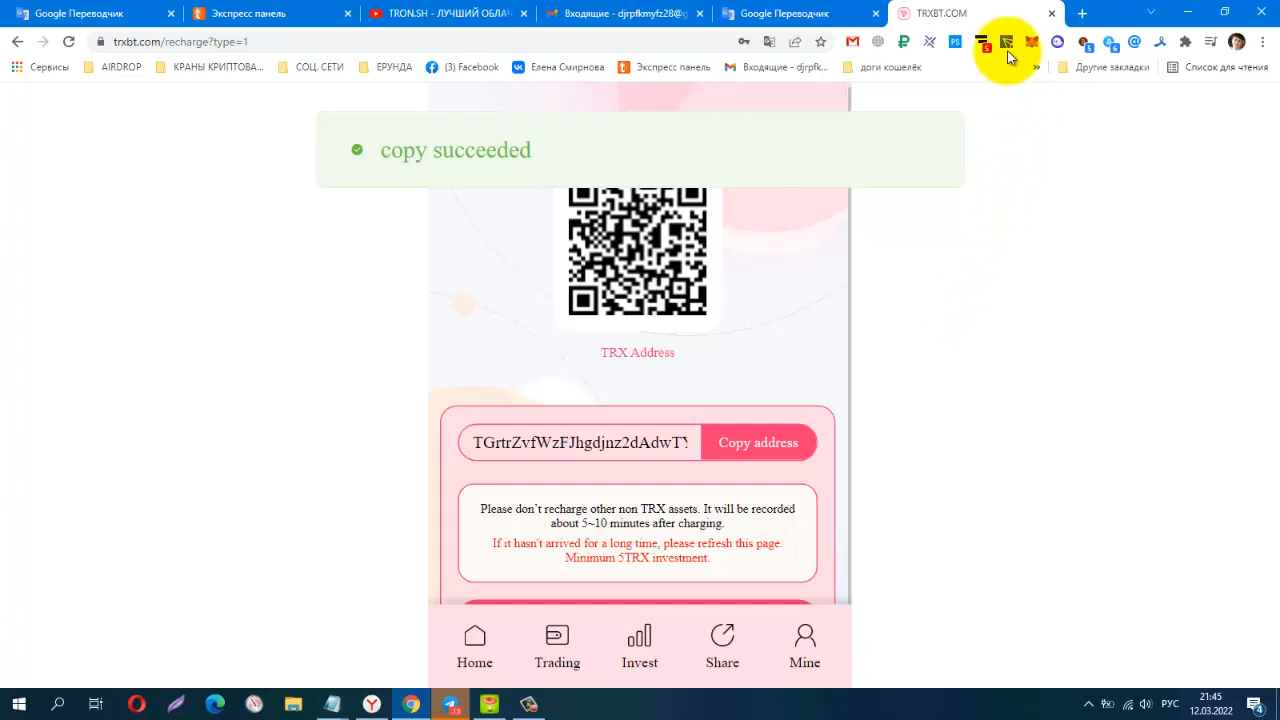 Google Переводчик
Экспресс панель
TRON.SH - ЛУЧШИЙ ОБЛАЧ
Входящие - djrpfkmyfz28@g
Google Переводчик
TRXBT.COM
trxbt.com/recharge?type=1
Сервисы
AIRDROP
КРАНЫ КРИПТОВА...
СОЦ СЕТИ
ЕРУНДА
(3) Facebook
Елена Смирнова
Экспресс панель
Входящие - djrpfk...
доги кошелёк
»
Другие закладки
Список для чтения
copy succeeded
TRX Address
TGrtrZvfWzFJhgdjnz2dAdwTY
Copy address
Please don`t recharge other non TRX assets. It will be recorded
about 5~10 minutes after charging.
If it hasn't arrived for a long time, please refresh this page.
Minimum 5TRX investment.
Home
Trading
Invest
Share
Mine
РУС
21:45
12.03.2022